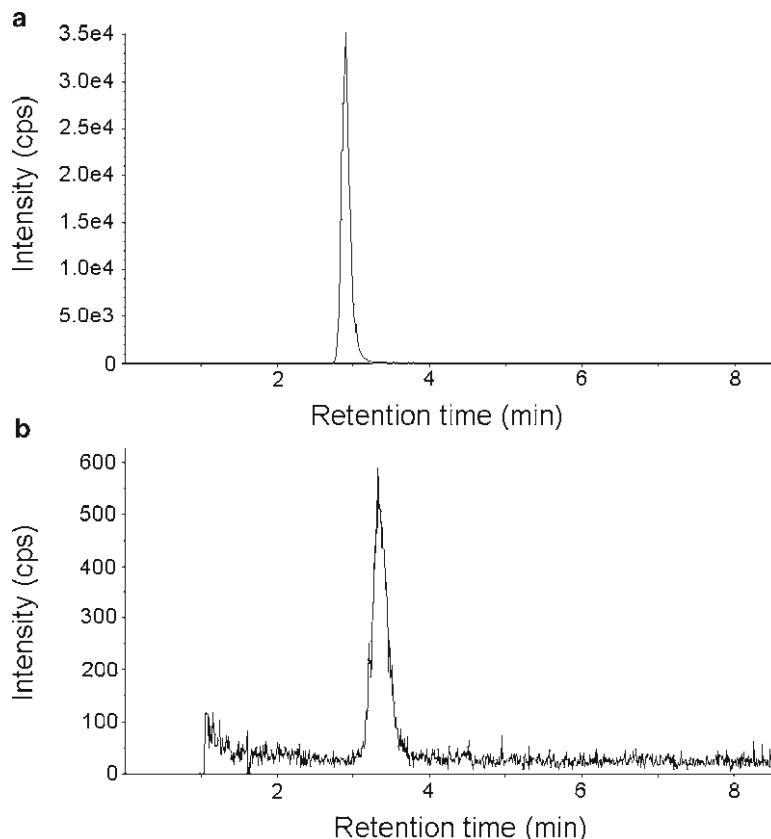 a
Intensity (cps)
3.5e4
3.0e4
2.5e4
2.0e4
1.5e4
1.0e4
5.0e3
0
2 4 6 8
Retention time (min)
b
Intensity (cps)
600
500
400
300
200
100
0
2 4 6 8
Retention time (min)